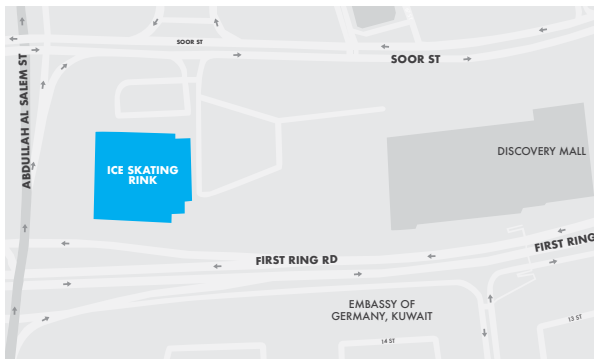 SOOR ST
SOOR ST
ABDULLAH AL SALEM ST
ICE SKATING
RINK
DISCOVERY MALL
FIRST RING RD
FIRST RING
EMBASSY OF
GERMANY, KUWAIT
13 ST
14 ST